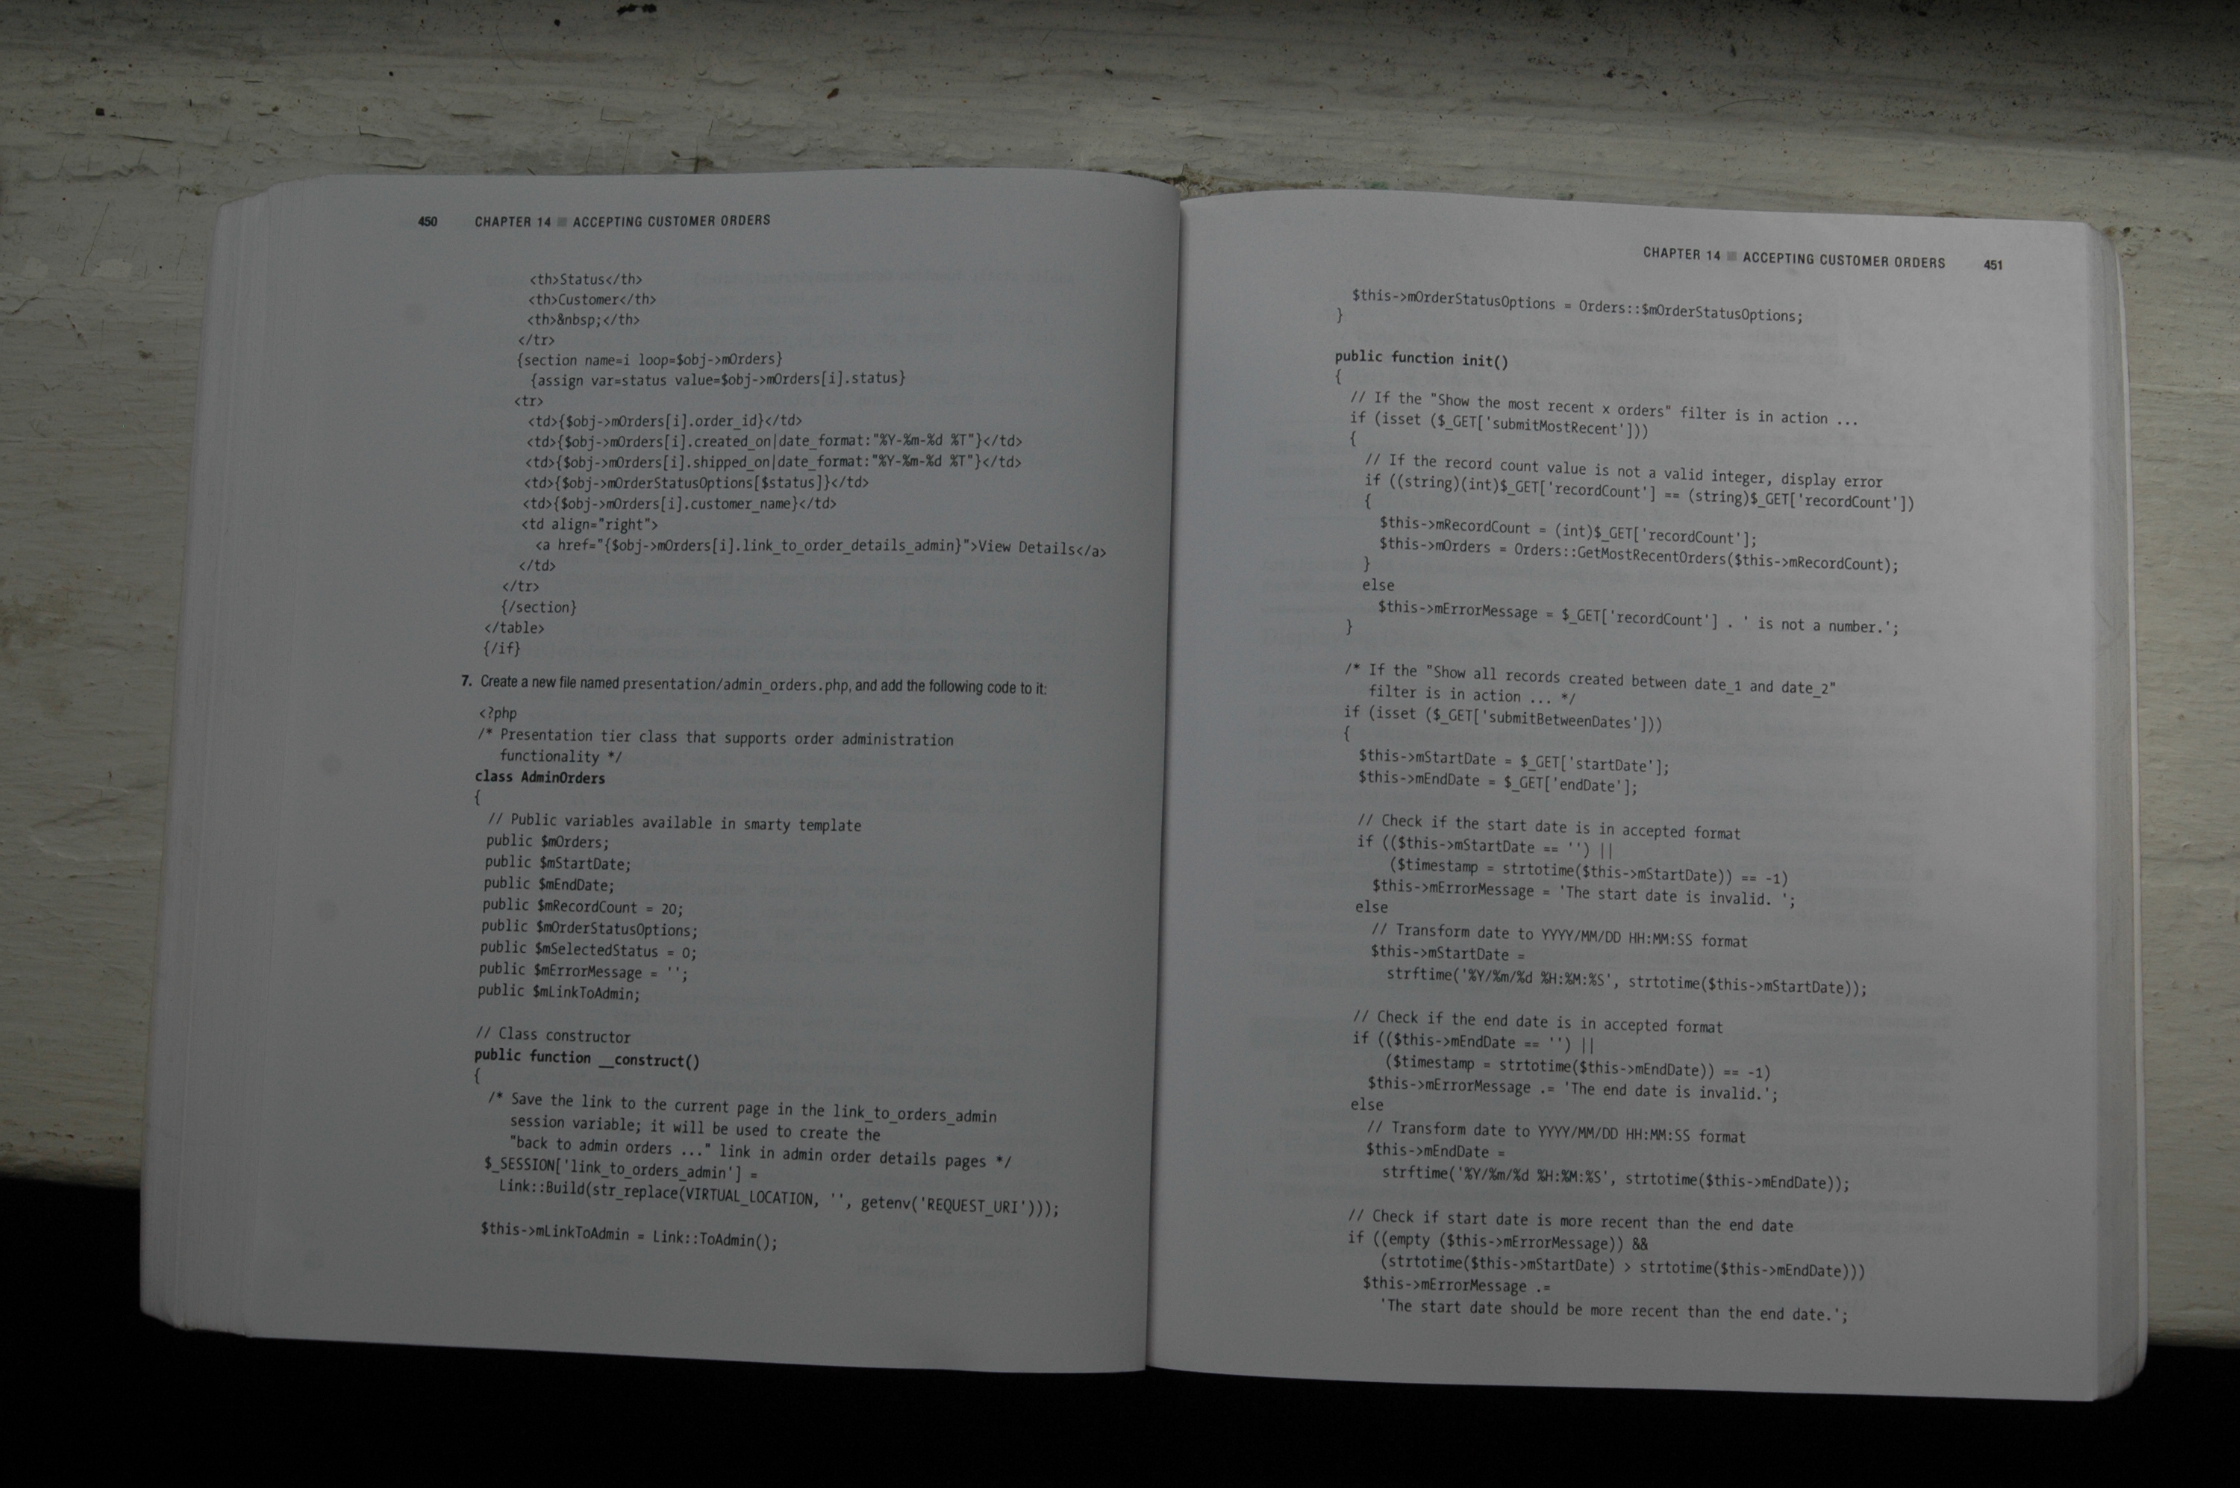 450 CHAPTER 14 ■ ACCEPTING CUSTOMER ORDERS
<th>Status</th>
<th>Customer</th>
<th>&nbsp;</th>
</tr>
{section name=i loop=$obj->mOrders}
{assign var=status value=$obj->mOrders[i].status}
<tr>
<td>{$obj->mOrders[i].order_id}</td>
<td>{$obj->mOrders[i].created_on|date_format:"%Y-%m-%d %T"}</td>
<td>{$obj->mOrders[i].shipped_on|date_format:"%Y-%m-%d %T"}</td>
<td>{$obj->mOrderStatusOptions[$status]}</td>
<td>{$obj->mOrders[i].customer_name}</td>
<td align="right">
<a href="{$obj->mOrders[i].link_to_order_details_admin}">View Details</a>
</td>
</tr>
{/section}
</table>
{/if}
7. Create a new file named presentation/admin_orders.php, and add the following code to it:
<?php
/* Presentation tier class that supports order administration
functionality */
class AdminOrders
{
// Public variables available in smarty template
public $mOrders;
public $mStartDate;
public $mEndDate;
public $mRecordCount = 20;
public $mOrderStatusOptions;
public $mSelectedStatus = 0;
public $mErrorMessage = '';
public $mLinkToAdmin;
// Class constructor
public function __construct()
{
/* Save the link to the current page in the link_to_orders_admin
session variable; it will be used to create the
"back to admin orders ..." link in admin order details pages */
$_SESSION['link_to_orders_admin'] =
Link::Build(str_replace(VIRTUAL_LOCATION, '', getenv('REQUEST_URI')));
$this->mLinkToAdmin = Link::ToAdmin();
CHAPTER 14 ■ ACCEPTING CUSTOMER ORDERS 451
$this->mOrderStatusOptions = Orders::$mOrderStatusOptions;
}
public function init()
{
// If the "Show the most recent x orders" filter is in action ...
if (isset ($_GET['submitMostRecent']))
{
// If the record count value is not a valid integer, display error
if ((string)(int)$_GET['recordCount'] == (string)$_GET['recordCount'])
{
$this->mRecordCount = (int)$_GET['recordCount'];
$this->mOrders = Orders::GetMostRecentOrders($this->mRecordCount);
}
else
$this->mErrorMessage = $_GET['recordCount'] . ' is not a number.';
}
/* If the "Show all records created between date_1 and date_2"
filter is in action ... */
if (isset ($_GET['submitBetweenDates']))
{
$this->mStartDate = $_GET['startDate'];
$this->mEndDate = $_GET['endDate'];
// Check if the start date is in accepted format
if (($this->mStartDate == '') ||
($timestamp = strtotime($this->mStartDate)) == -1)
$this->mErrorMessage = 'The start date is invalid. ';
else
// Transform date to YYYY/MM/DD HH:MM:SS format
$this->mStartDate =
strftime('%Y/%m/%d %H:%M:%S', strtotime($this->mStartDate));
// Check if the end date is in accepted format
if (($this->mEndDate == '') ||
($timestamp = strtotime($this->mEndDate)) == -1)
$this->mErrorMessage .= 'The end date is invalid.';
else
// Transform date to YYYY/MM/DD HH:MM:SS format
$this->mEndDate =
strftime('%Y/%m/%d %H:%M:%S', strtotime($this->mEndDate));
// Check if start date is more recent than the end date
if ((empty ($this->mErrorMessage)) &&
(strtotime($this->mStartDate) > strtotime($this->mEndDate)))
$this->mErrorMessage .=
'The start date should be more recent than the end date.';